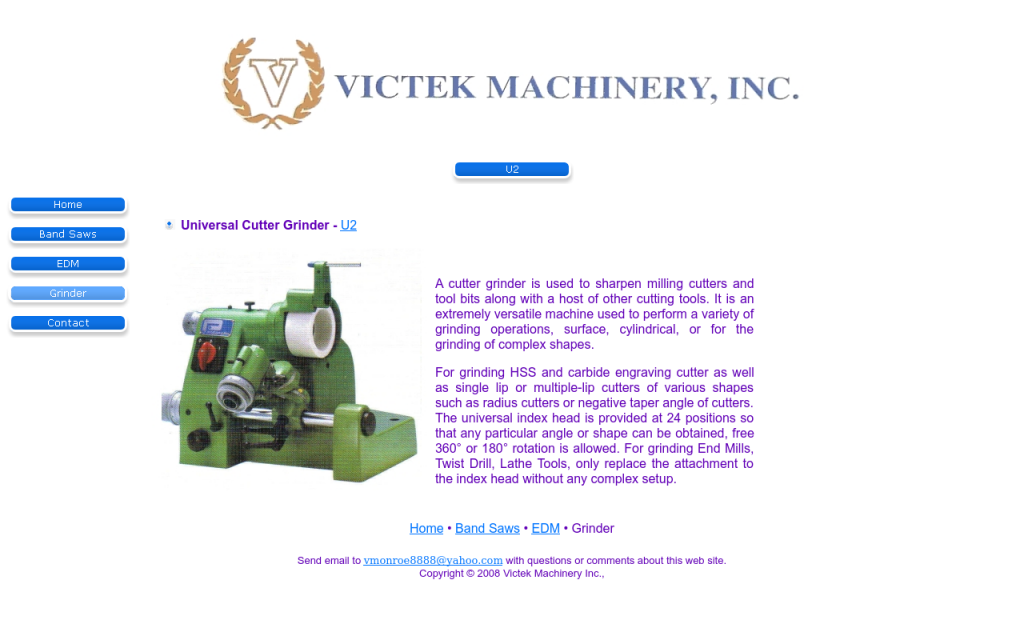 V
VICTEK MACHINERY, INC.
U2
Home
Band Saws
EDM
Grinder
Contact
Universal Cutter Grinder - U2
A cutter grinder is used to sharpen milling cutters and
tool bits along with a host of other cutting tools. It is an
extremely versatile machine used to perform a variety of
grinding operations, surface, cylindrical, or for the
grinding of complex shapes.
For grinding HSS and carbide engraving cutter as well
as single lip or multiple-lip cutters of various shapes
such as radius cutters or negative taper angle of cutters.
The universal index head is provided at 24 positions so
that any particular angle or shape can be obtained, free
360° or 180° rotation is allowed. For grinding End Mills,
Twist Drill, Lathe Tools, only replace the attachment to
the index head without any complex setup.
Home • Band Saws • EDM • Grinder
Send email to vmonroe8888@yahoo.com with questions or comments about this web site.
Copyright © 2008 Victek Machinery Inc.,